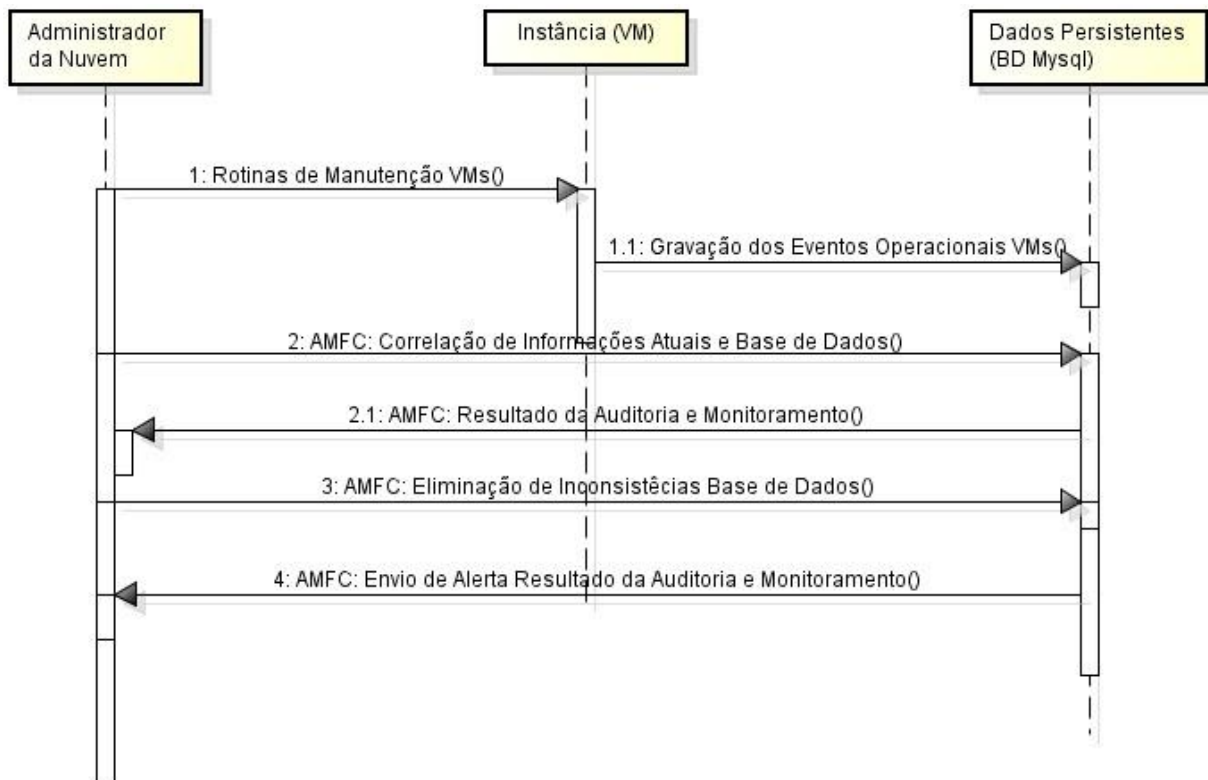 Administrador
da Nuvem
Instância (VM)
Dados Persistentes
(BD Mysql)
1: Rotinas de Manutenção VMs()
1.1: Gravação dos Eventos Operacionais VMs()
2: AMFC: Correlação de Informações Atuais e Base de Dados()
2.1: AMFC: Resultado da Auditoria e Monitoramento()
3: AMFC: Eliminação de Inconsistêcias Base de Dados()
4: AMFC: Envio de Alerta Resultado da Auditoria e Monitoramento()